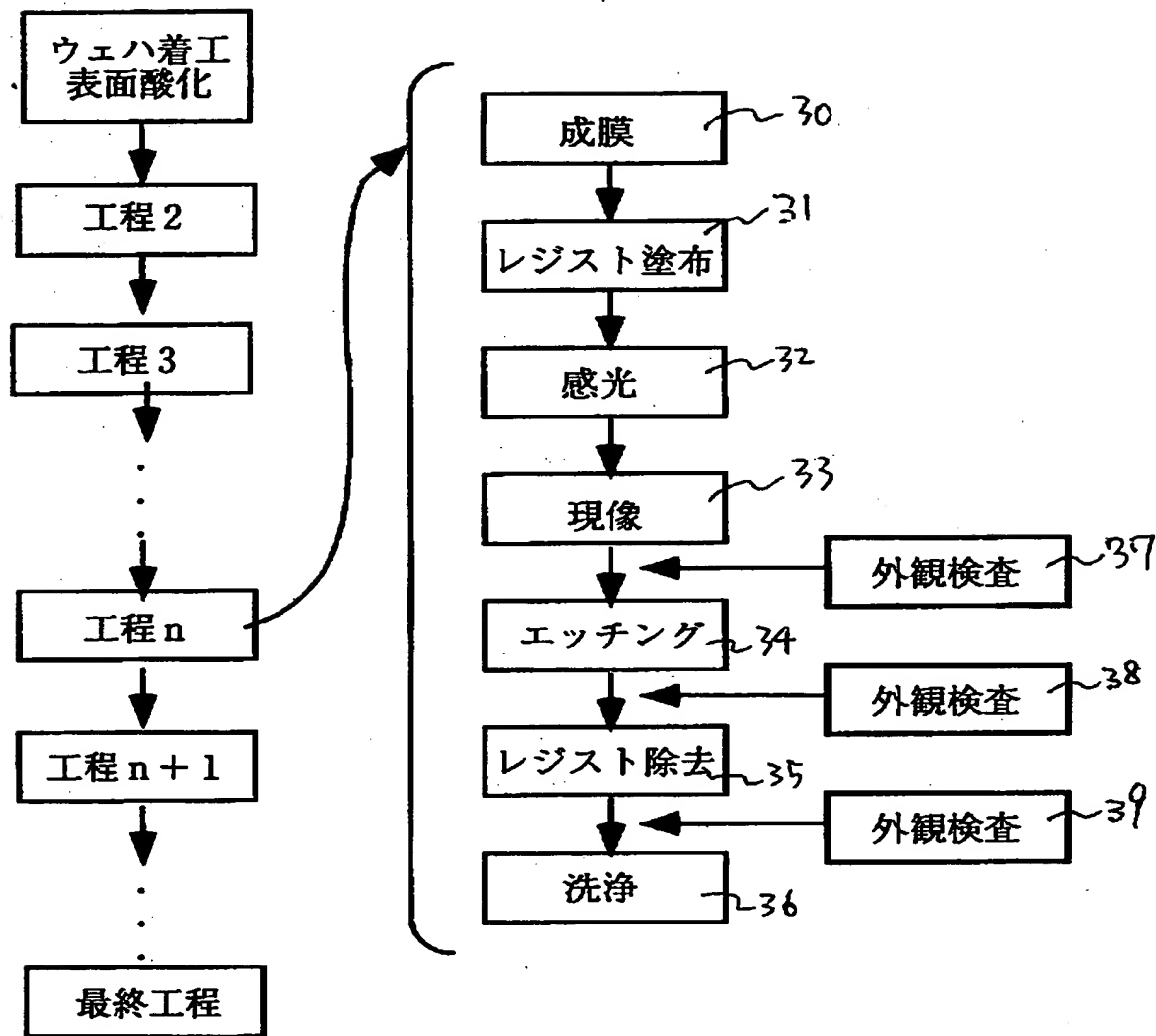 ウェハ着工
表面酸化
工程2
工程3
工程n
工程n+1
最終工程
成膜
30
レジスト塗布
31
感光
32
現像
33
外観検査
37
エッチング
34
外観検査
38
レジスト除去
35
外観検査
39
洗浄
36